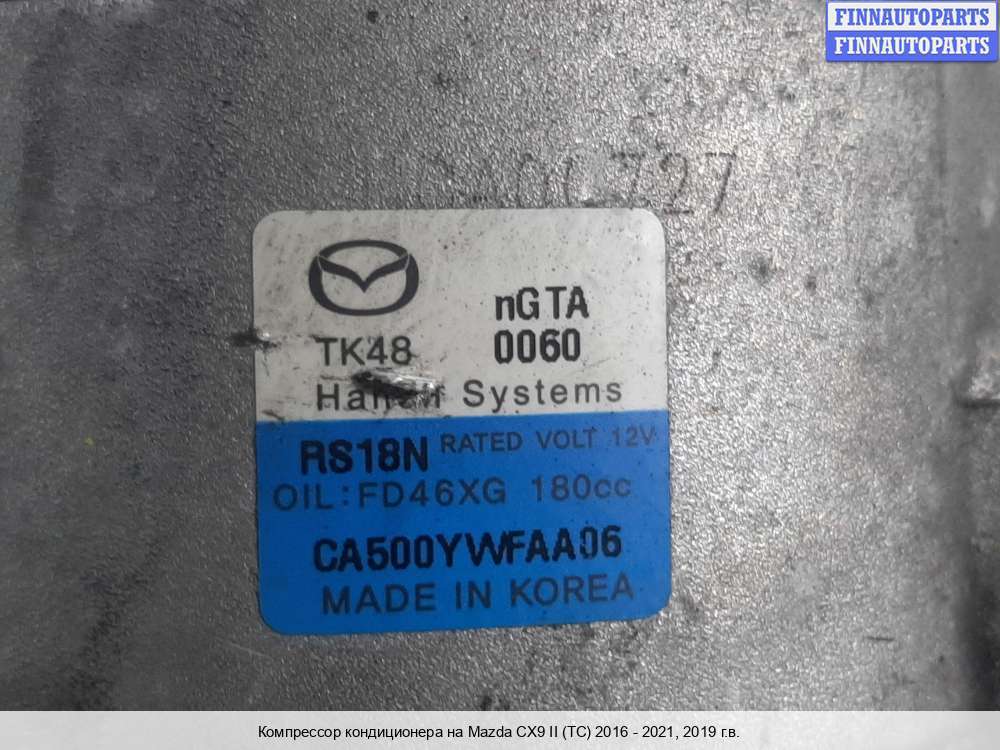 FINNAUTOPARTS
FINNAUTOPARTS
727
nGTA
TK48 0060
Systems
RS18N RATED VOLT 12V
OIL:FD46XG 180cc
CA500YWFAA06
MADE IN KOREA
Компрессор кондиционера на Mazda CX9 II (TC) 2016 - 2021, 2019 г.в.